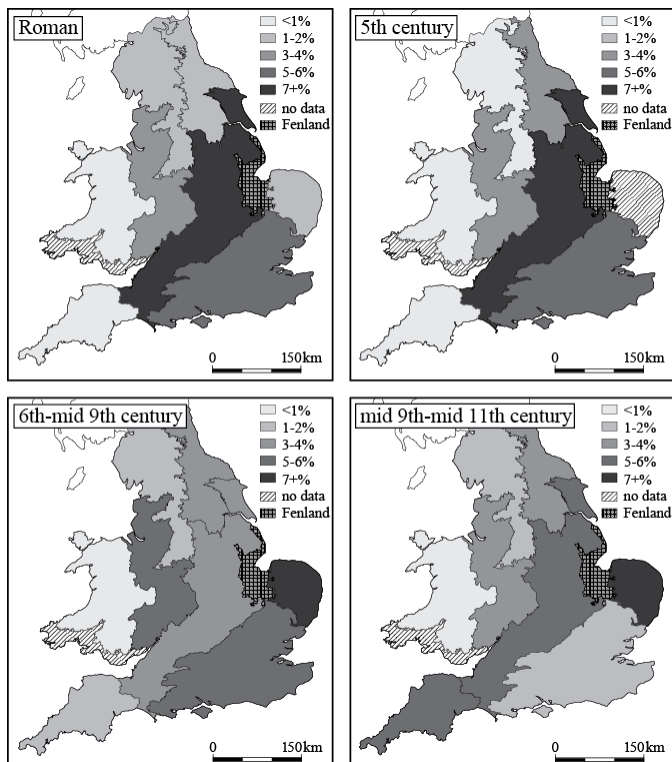 Roman
<1%
1-2%
3-4%
5-6%
7+%
no data
Fenland
0 150km
5th century
<1%
1-2%
3-4%
5-6%
7+%
no data
Fenland
0 150km
6th-mid 9th century
<1%
1-2%
3-4%
5-6%
7+%
no data
Fenland
0 150km
mid 9th-mid 11th century
<1%
1-2%
3-4%
5-6%
7+%
no data
Fenland
0 150km